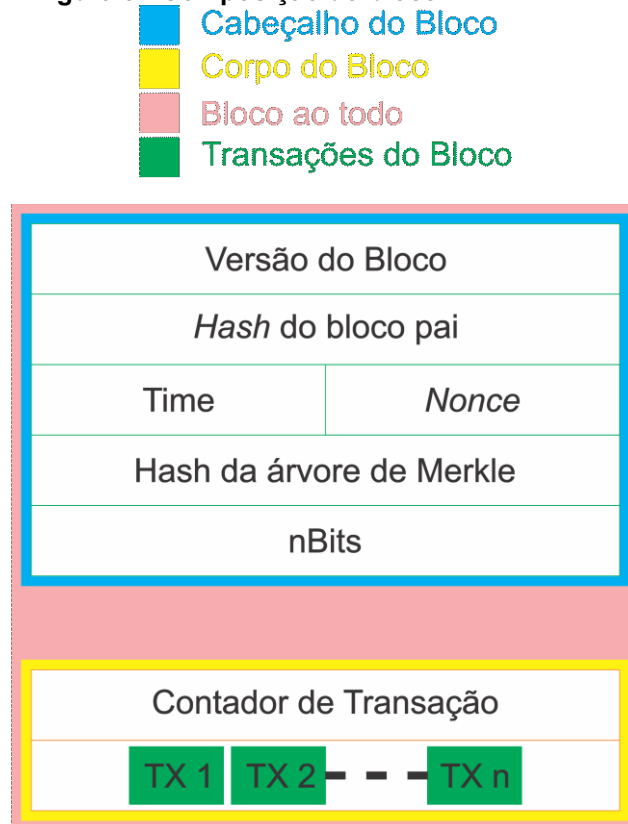 Cabeçalho do Bloco
Corpo do Bloco
Bloco ao todo
Transações do Bloco
Versão do Bloco
Hash do bloco pai
Time Nonce
Hash da árvore de Merkle
nBits
Contador de Transação
TX 1 TX 2 TX n